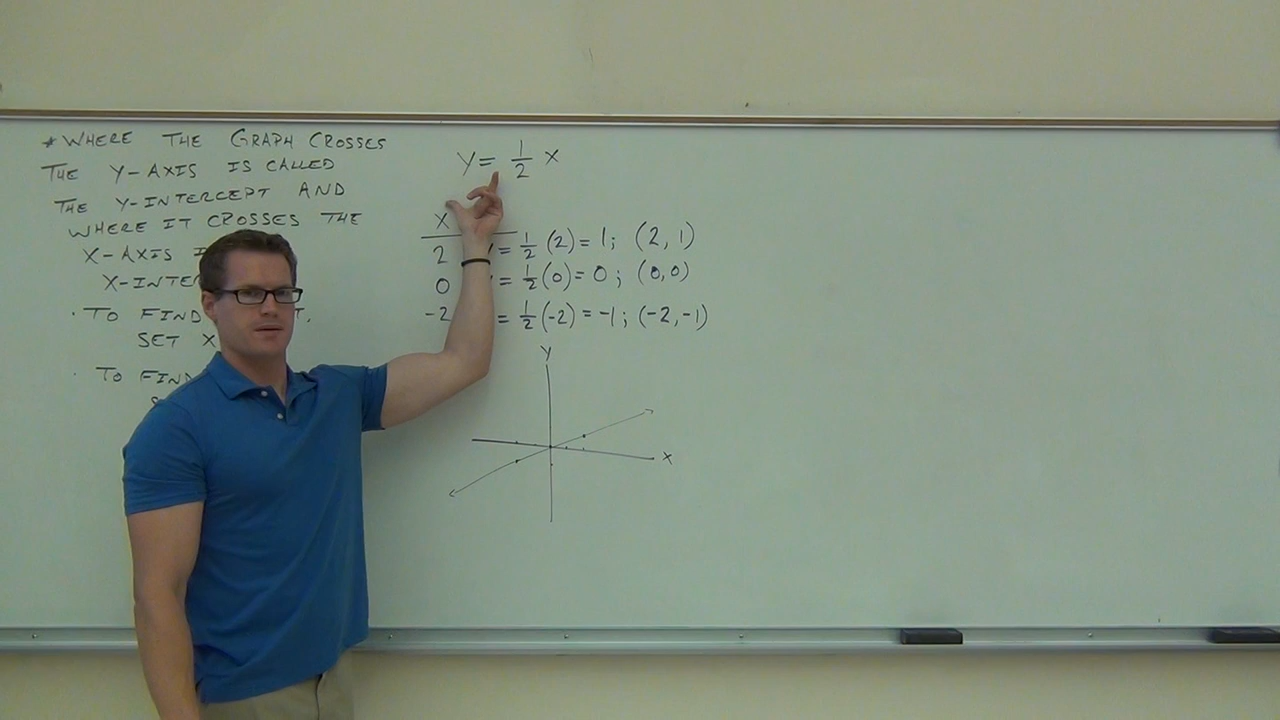 * WHERE THE GRAPH CROSSES
THE Y-AXIS IS CALLED
THE Y-INTERCEPT AND
WHERE IT CROSSES THE
X-AXIS
X-INTE
· TO FIND
SET X
· TO FIND
Y = 1/2 X
X
2 = 1/2 (2) = 1; (2, 1)
0 = 1/2 (0) = 0; (0,0)
-2 = 1/2 (-2) = -1; (-2,-1)
Y
X